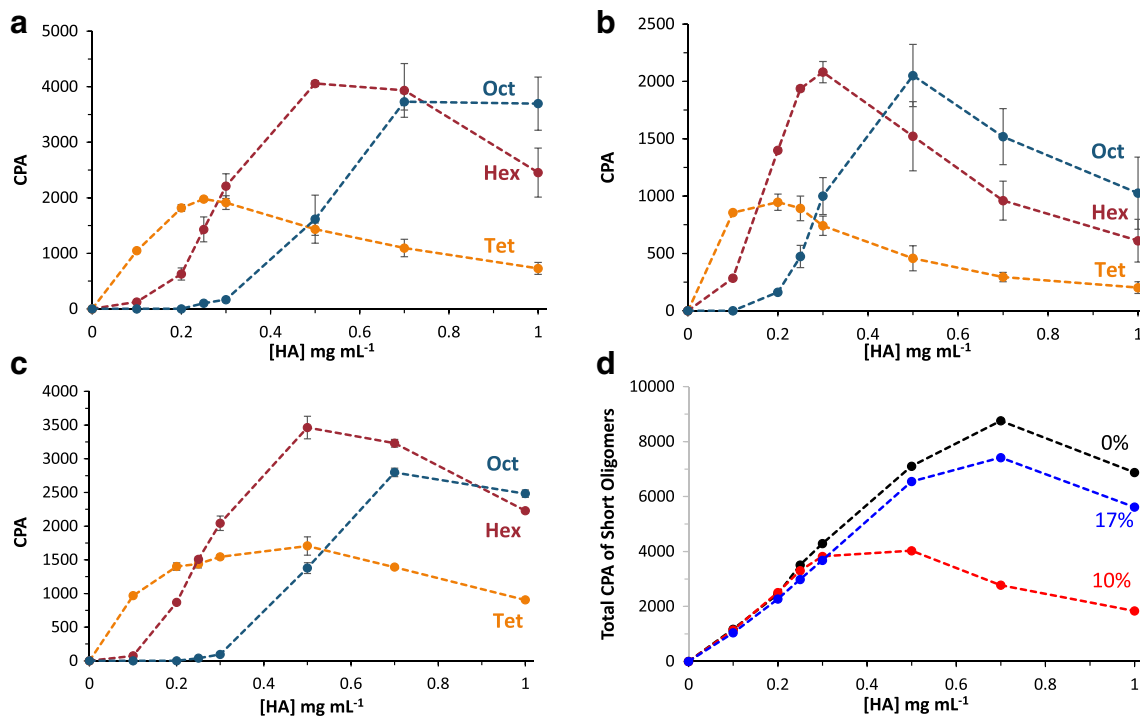 a
5000
4000
3000
2000
1000
0
CPA
Oct
Hex
Tet
0 0.2 0.4 0.6 0.8 1
[HA] mg mL-1
b
2500
2000
1500
1000
500
0
CPA
Oct
Hex
Tet
0 0.2 0.4 0.6 0.8 1
[HA] mg mL-1
c
4000
3500
3000
2500
2000
1500
1000
500
0
CPA
Oct
Hex
Tet
0 0.2 0.4 0.6 0.8 1
[HA] mg mL-1
d
10000
8000
6000
4000
2000
0
Total CPA of Short Oligomers
0%
17%
10%
0 0.2 0.4 0.6 0.8 1
[HA] mg mL-1